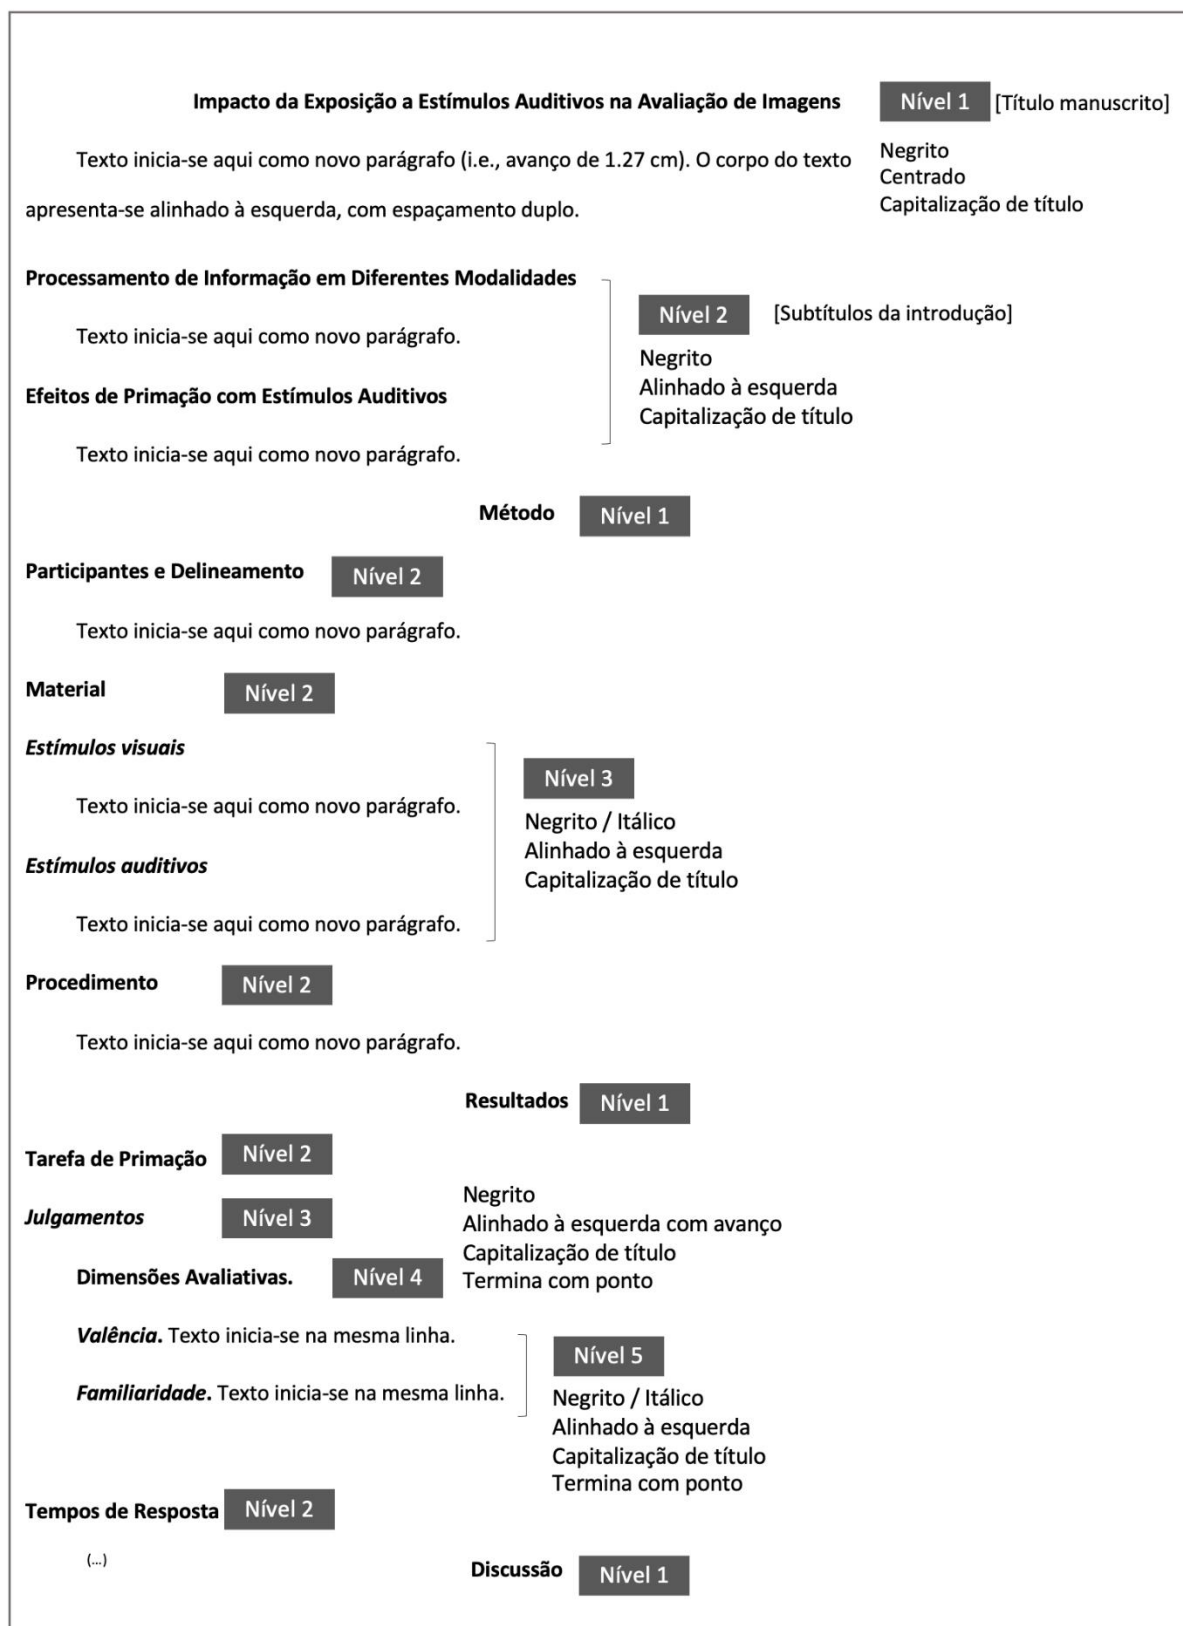 Impacto da Exposição a Estímulos Auditivos na Avaliação de Imagens Nível 1 [Título manuscrito]
Texto inicia-se aqui como novo parágrafo (i.e., avanço de 1.27 cm). O corpo do texto
apresenta-se alinhado à esquerda, com espaçamento duplo.
Negrito
Centrado
Capitalização de título
Processamento de Informação em Diferentes Modalidades
Texto inicia-se aqui como novo parágrafo.
Efeitos de Primação com Estímulos Auditivos
Texto inicia-se aqui como novo parágrafo.
Nível 2 [Subtítulos da introdução]
Negrito
Alinhado à esquerda
Capitalização de título
Método Nível 1
Participantes e Delineamento Nível 2
Texto inicia-se aqui como novo parágrafo.
Material Nível 2
Estímulos visuais
Texto inicia-se aqui como novo parágrafo.
Estímulos auditivos
Texto inicia-se aqui como novo parágrafo.
Nível 3
Negrito / Itálico
Alinhado à esquerda
Capitalização de título
Procedimento Nível 2
Texto inicia-se aqui como novo parágrafo.
Resultados Nível 1
Tarefa de Primação Nível 2
Julgamentos Nível 3
Dimensões Avaliativas. Nível 4
Negrito
Alinhado à esquerda com avanço
Capitalização de título
Termina com ponto
Valência. Texto inicia-se na mesma linha.
Familiaridade. Texto inicia-se na mesma linha.
Nível 5
Negrito / Itálico
Alinhado à esquerda
Capitalização de título
Termina com ponto
Tempos de Resposta Nível 2
(...)
Discussão Nível 1